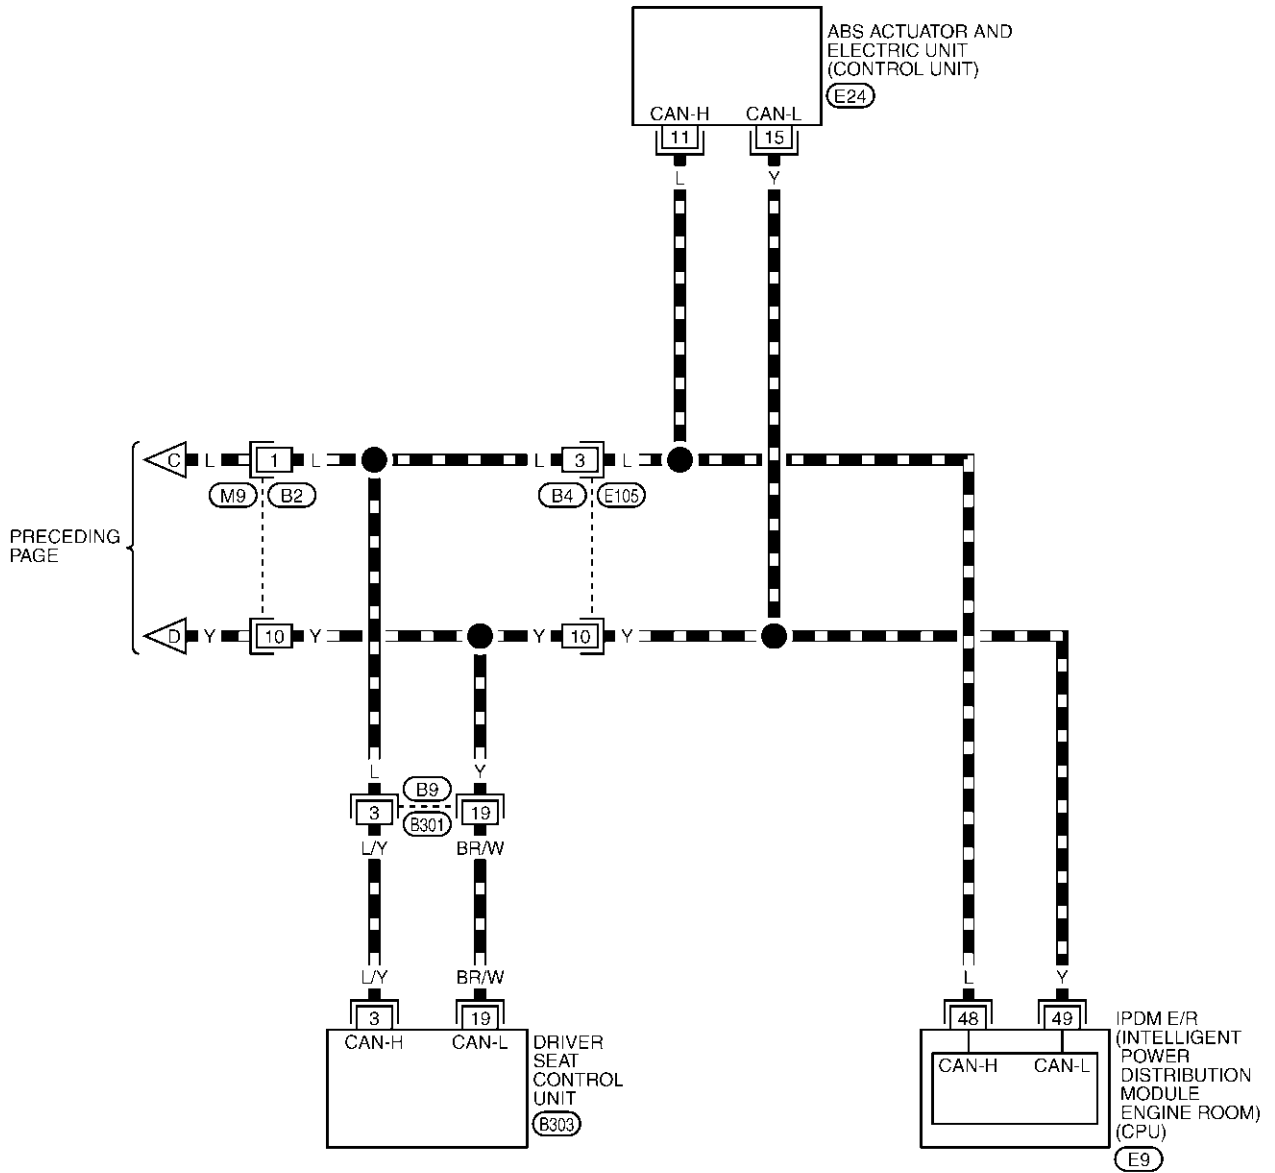 ABS ACTUATOR AND
ELECTRIC UNIT
(CONTROL UNIT)
E24
CAN-H CAN-L
11 15
L Y
C L 1 L L 3 L
M9 B2 B4 E105
PRECEDING
PAGE
D Y 10 Y Y 10 Y
L Y
B9
3 19
B301
L/Y BR/W
L/Y BR/W L Y
3 19 48 49
CAN-H CAN-L
DRIVER
SEAT
CONTROL
UNIT
B303
CAN-H CAN-L
IPDM E/R
(INTELLIGENT
POWER
DISTRIBUTION
MODULE
ENGINE ROOM)
(CPU)
E9